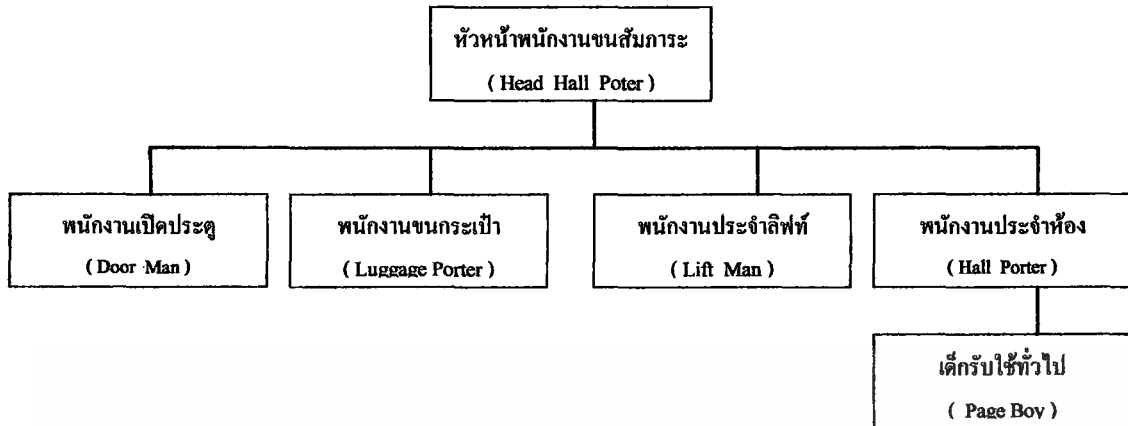 หัวหน้าพนักงานขนสัมภาระ
( Head Hall Poter )
พนักงานเปิดประตู
( Door Man )
พนักงานขนกระเป๋า
( Luggage Porter )
พนักงานประจำลิฟท์
( Lift Man )
พนักงานประจำห้อง
( Hall Porter )
เด็กรับใช้ทั่วไป
( Page Boy )